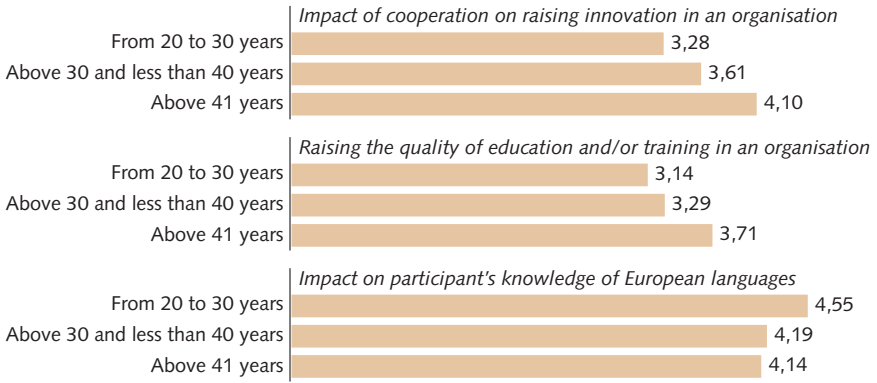 Impact of cooperation on raising innovation in an organisation
From 20 to 30 years 3,28
Above 30 and less than 40 years 3,61
Above 41 years 4,10
Raising the quality of education and/or training in an organisation
From 20 to 30 years 3,14
Above 30 and less than 40 years 3,29
Above 41 years 3,71
Impact on participant's knowledge of European languages
From 20 to 30 years 4,55
Above 30 and less than 40 years 4,19
Above 41 years 4,14